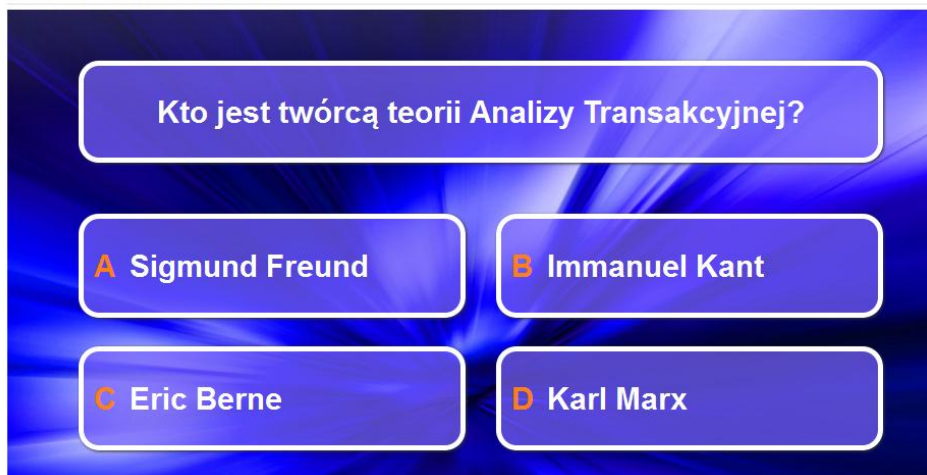 Kto jest twórcą teorii Analizy Transakcyjnej?
A Sigmund Freund
B Immanuel Kant
C Eric Berne
D Karl Marx